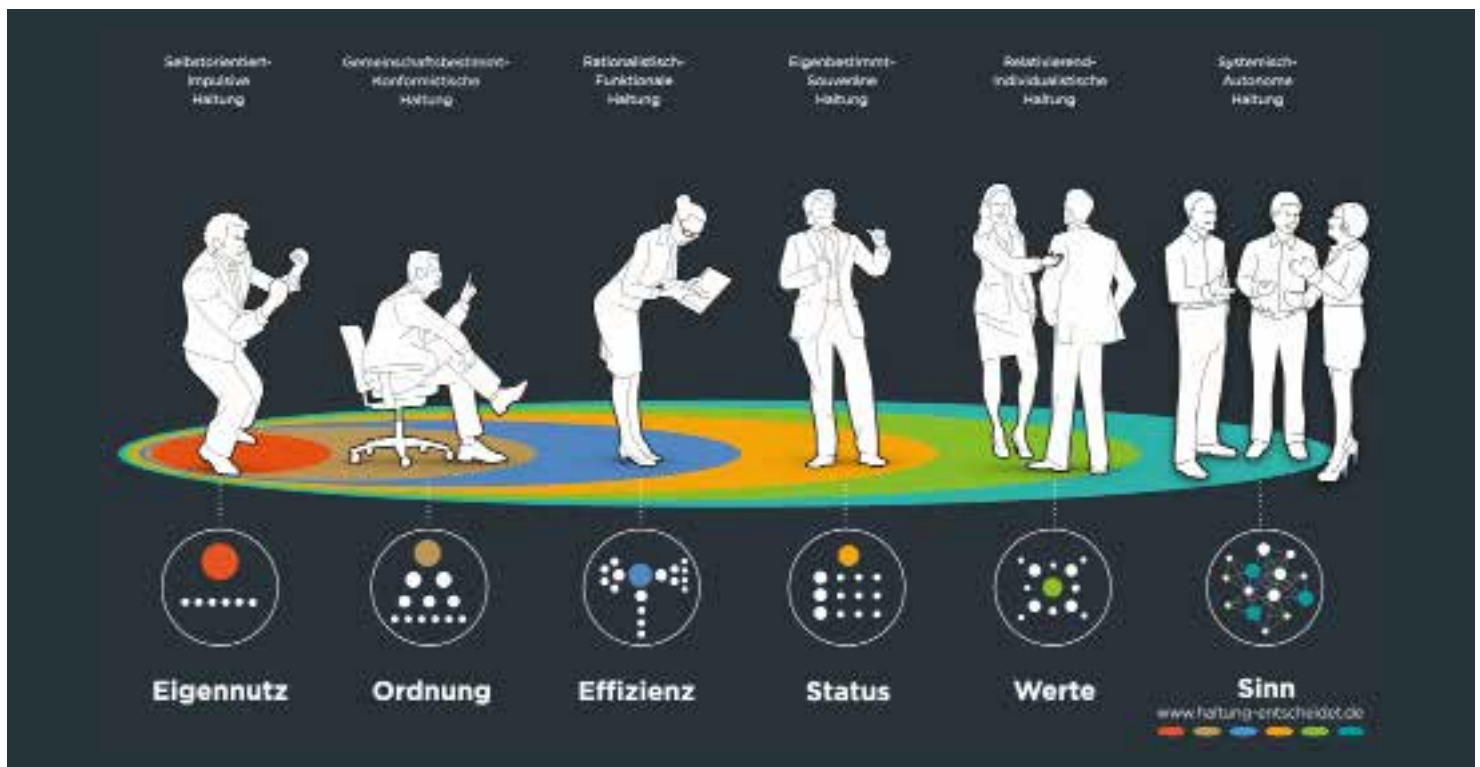 Selbstorientiert-
Impulsive
Haltung
Gemeinschaftsbestimmt-
Konformistische
Haltung
Rationalistisch-
Funktionale
Haltung
Eigenbestimmt-
Souveräne
Haltung
Relativierend-
Individualistische
Haltung
Systemisch-
Autonome
Haltung
Eigennutz
Ordnung
Effizienz
Status
Werte
Sinn
www.haltung-entscheidet.de